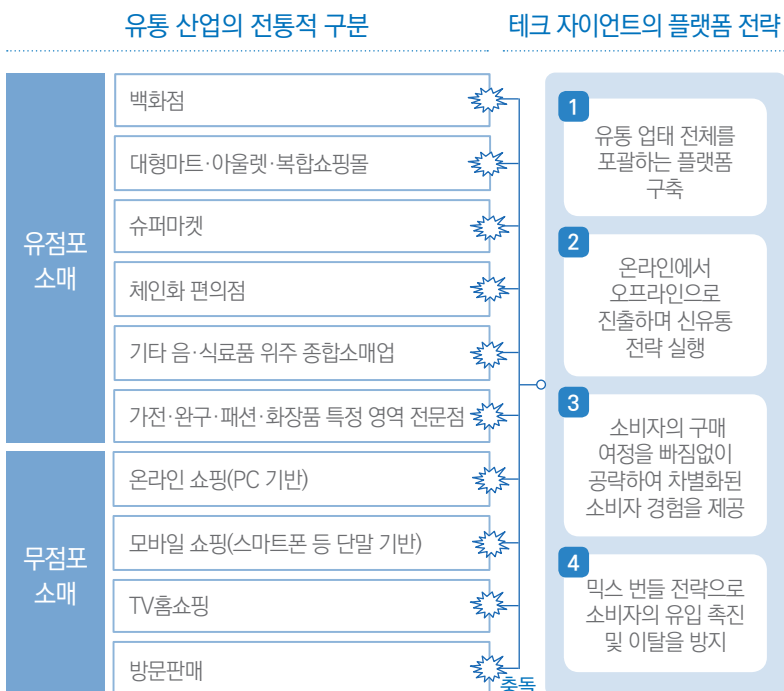 유통 산업의 전통적 구분
테크 자이언트의 플랫폼 전략
유점포
소매
백화점
대형마트·아울렛·복합쇼핑몰
슈퍼마켓
체인화 편의점
기타 음·식료품 위주 종합소매업
가전·완구·패션·화장품 특정 영역 전문점
무점포
소매
온라인 쇼핑(PC 기반)
모바일 쇼핑(스마트폰 등 단말 기반)
TV홈쇼핑
방문판매
충돌
1
유통 업태 전체를
포괄하는 플랫폼
구축
2
온라인에서
오프라인으로
진출하며 신유통
전략 실행
3
소비자의 구매
여정을 빠짐없이
공략하여 차별화된
소비자 경험을 제공
4
믹스 번들 전략으로
소비자의 유입 촉진
및 이탈을 방지